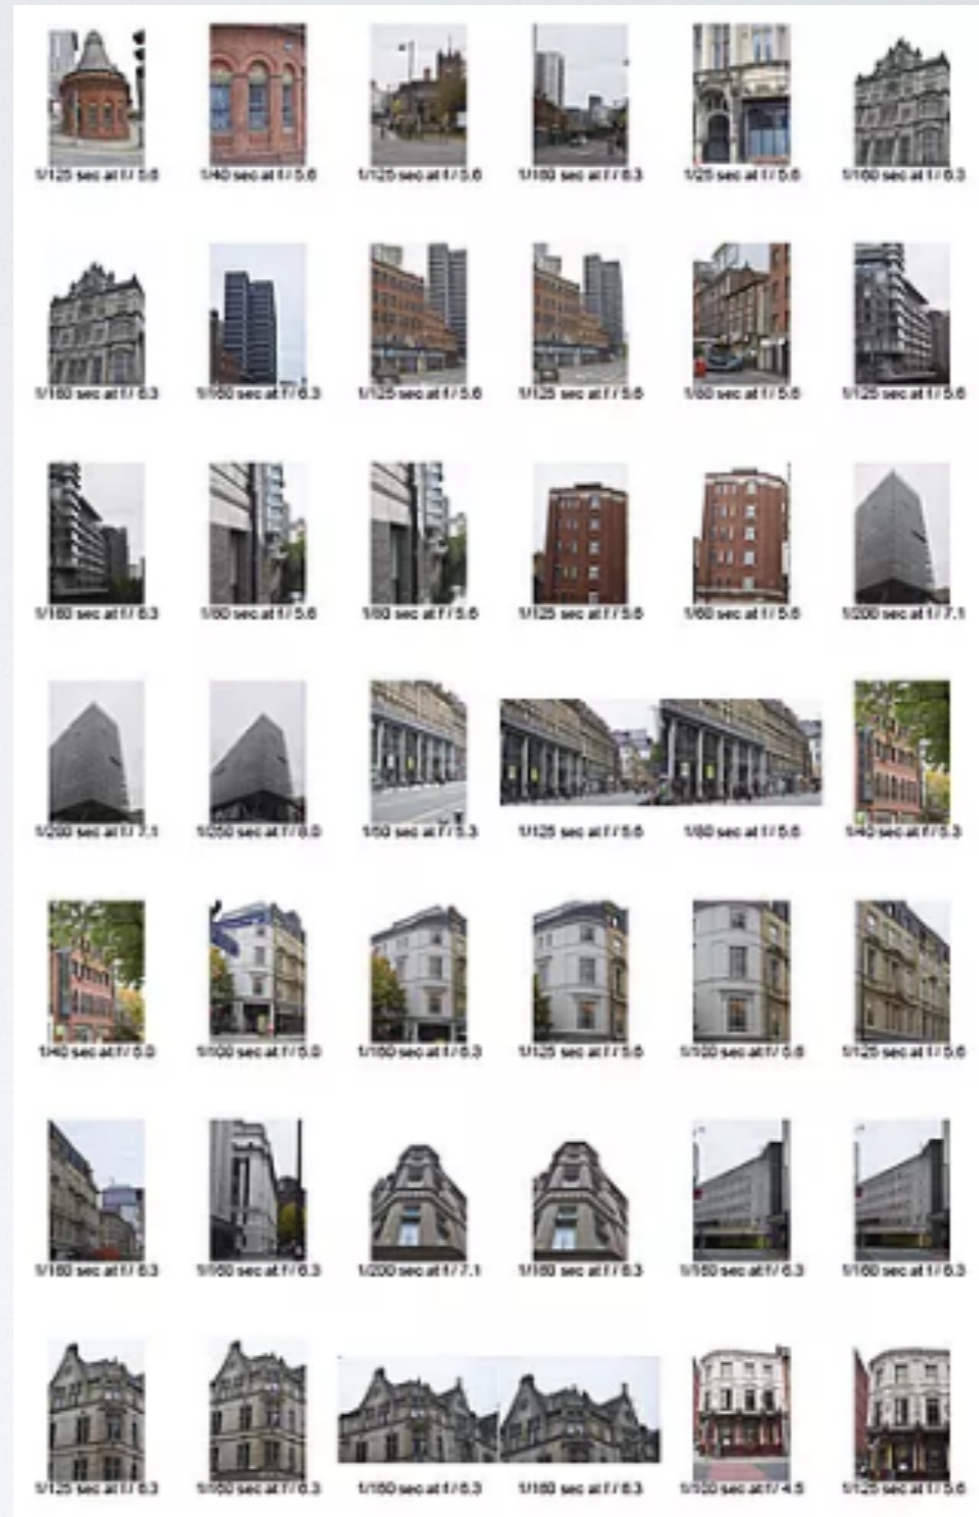 1/125 sec at f / 5.6
1/40 sec at f / 5.6
1/125 sec at f / 5.6
1/160 sec at f / 6.3
1/25 sec at f / 5.6
1/160 sec at f / 6.3
1/160 sec at f / 6.3
1/160 sec at f / 6.3
1/125 sec at f / 5.6
1/125 sec at f / 5.6
1/80 sec at f / 5.6
1/125 sec at f / 5.6
1/160 sec at f / 6.3
1/80 sec at f / 5.6
1/80 sec at f / 5.6
1/125 sec at f / 5.6
1/60 sec at f / 5.6
1/200 sec at f / 7.1
1/200 sec at f / 7.1
1/250 sec at f / 8.0
sec at f / 5.3
1/125 sec at f / 5.6
1/80 sec at f / 5.6
1/40 sec at f / 5.3
1/40 sec at f / 5.0
1/100 sec at f / 5.0
1/160 sec at f / 6.3
1/125 sec at f / 5.6
1/100 sec at f / 5.6
1/125 sec at f / 5.6
1/160 sec at f / 6.3
1/160 sec at f / 6.3
1/200 sec at f / 7.1
1/160 sec at f / 6.3
1/160 sec at f / 6.3
1/160 sec at f / 6.3
1/125 sec at f / 6.3
1/160 sec at f / 6.3
1/160 sec at f / 6.3
1/160 sec at f / 6.3
1/100 sec at f / 4.5
1/125 sec at f / 5.6